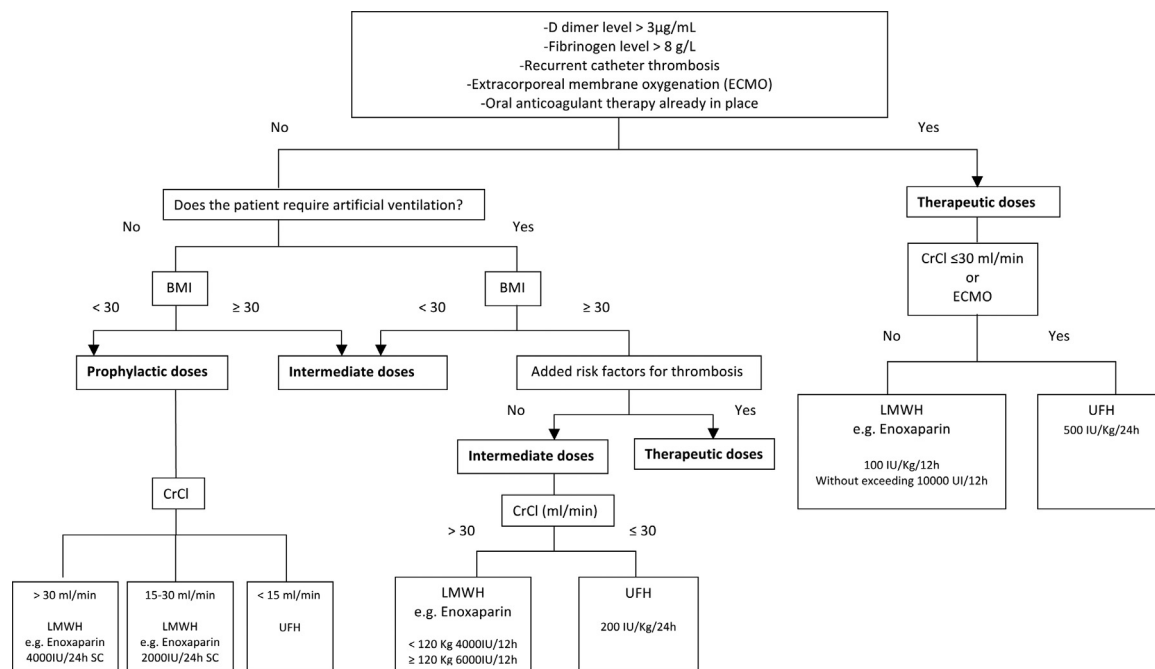 -D dimer level > 3µg/mL
-Fibrinogen level > 8 g/L
-Recurrent catheter thrombosis
-Extracorporeal membrane oxygenation (ECMO)
-Oral anticoagulant therapy already in place
No
Yes
Does the patient require artificial ventilation?
Therapeutic doses
No
Yes
CrCl ≤30 ml/min
or
ECMO
BMI
BMI
< 30
≥ 30
< 30
≥ 30
No
Yes
Prophylactic doses
Intermediate doses
Added risk factors for thrombosis
No
Yes
LMWH
e.g. Enoxaparin
100 IU/Kg/12h
Without exceeding 10000 UI/12h
UFH
500 IU/Kg/24h
Intermediate doses
Therapeutic doses
CrCl
CrCl (ml/min)
> 30
≤ 30
> 30 ml/min
LMWH
e.g. Enoxaparin
4000IU/24h SC
15-30 ml/min
LMWH
e.g. Enoxaparin
2000IU/24h SC
< 15 ml/min
UFH
LMWH
e.g. Enoxaparin
< 120 Kg 4000IU/12h
≥ 120 Kg 6000IU/12h
UFH
200 IU/Kg/24h